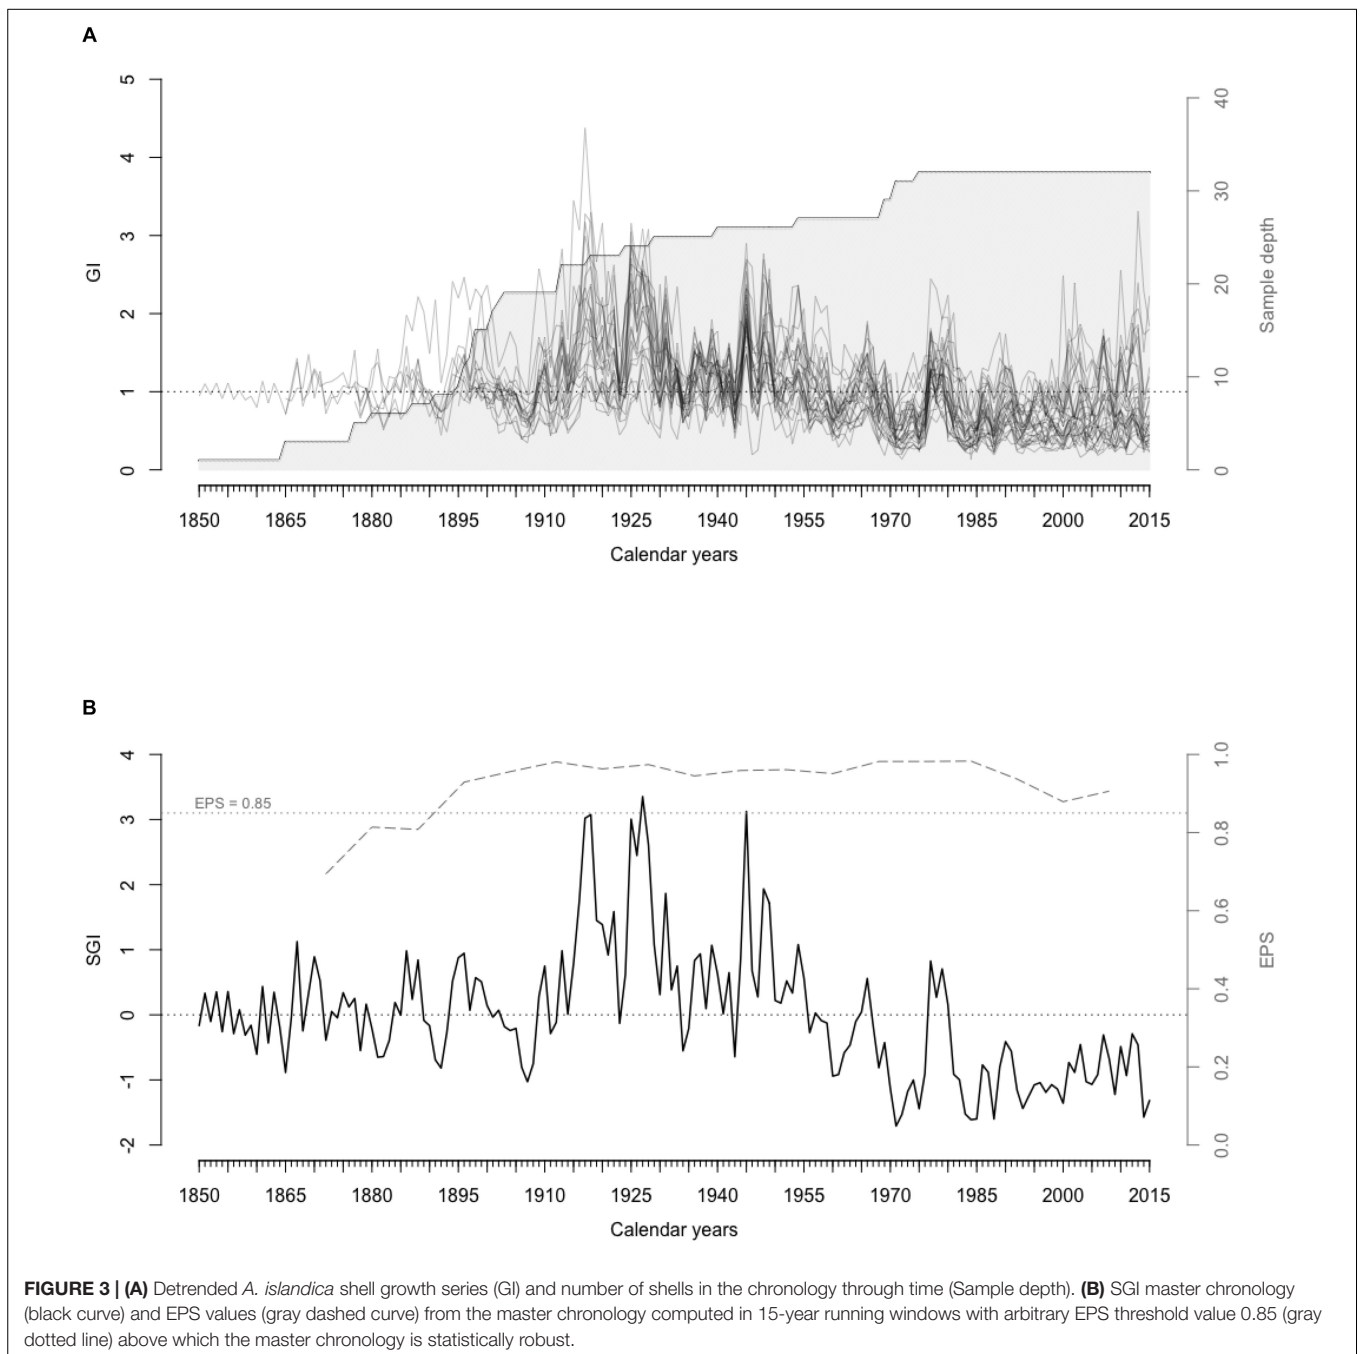 A
5
4
3
2
1
0
GI
40
30
20
10
0
Sample depth
1850 1865 1880 1895 1910 1925 1940 1955 1970 1985 2000 2015
Calendar years
B
4
3
2
1
0
-1
-2
SGI
EPS = 0.85
1.0
0.8
0.6
0.4
0.2
0.0
EPS
1850 1865 1880 1895 1910 1925 1940 1955 1970 1985 2000 2015
Calendar years
FIGURE 3 | (A) Detrended A. islandica shell growth series (GI) and number of shells in the chronology through time (Sample depth). (B) SGI master chronology
(black curve) and EPS values (gray dashed curve) from the master chronology computed in 15-year running windows with arbitrary EPS threshold value 0.85 (gray
dotted line) above which the master chronology is statistically robust.